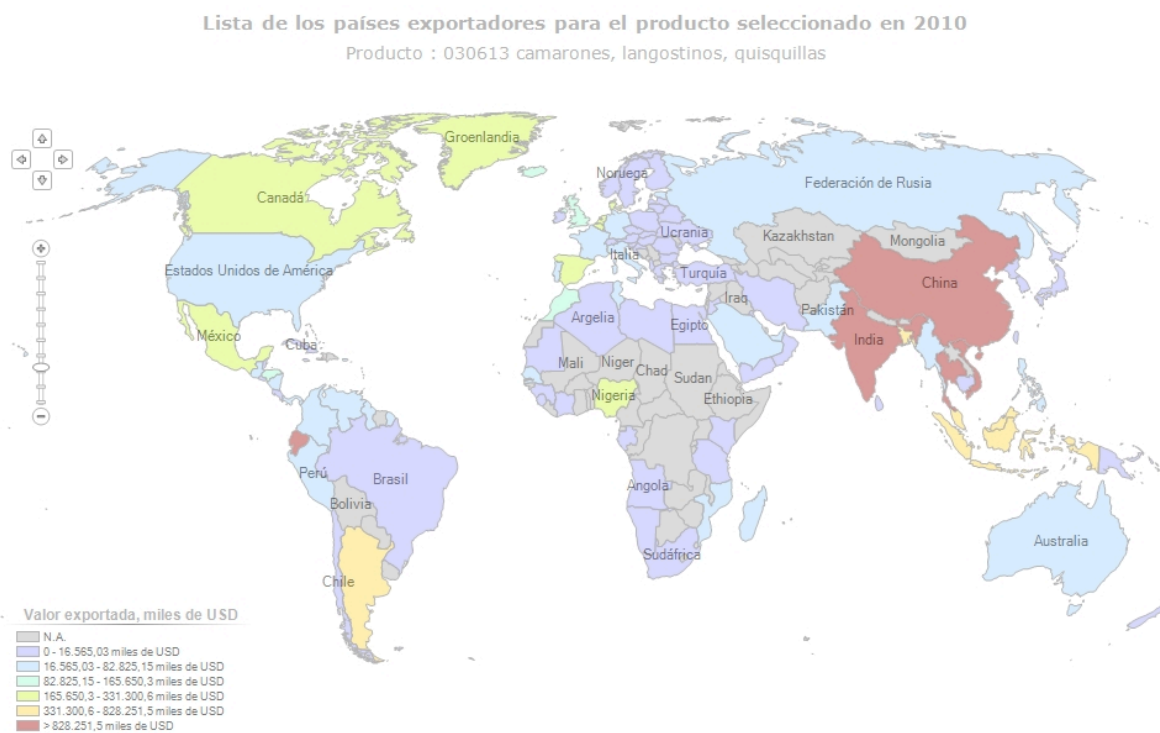 Lista de los países exportadores para el producto seleccionado en 2010
Producto : 030613 camarones, langostinos, quisquillas
Groenlandia
Canadá
Noruega
Federación de Rusia
Ucrania
Kazakhstan
Mongolia
Estados Unidos de América
Italia
Turquía
China
Iraq
Pakistán
México
Cuba
Argelia
Egipto
India
Mali
Niger
Chad
Sudan
Nigeria
Ethiopia
Perú
Brasil
Bolivia
Angola
Australia
Sudáfrica
Chile
Valor exportada, miles de USD
N.A.
0 - 16.565,03 miles de USD
16.565,03 - 82.825,15 miles de USD
82.825,15 - 165.650,3 miles de USD
165.650,3 - 331.300,6 miles de USD
331.300,6 - 828.251,5 miles de USD
> 828.251,5 miles de USD